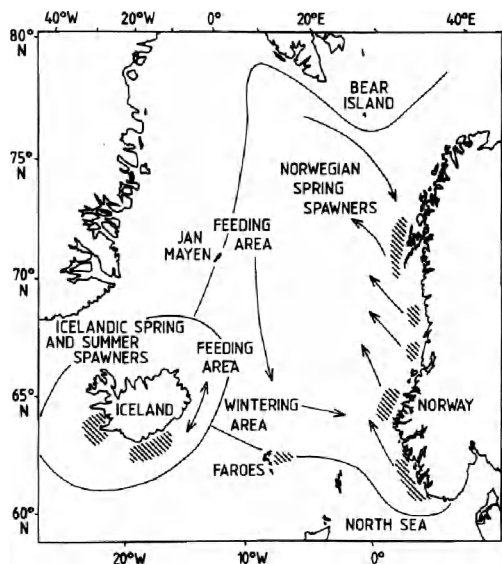 40°W 20°W 0° 20°E 40°E
80°
N
BEAR
ISLAND
75°
N
NORWEGIAN
SPRING
SPAWNERS
JAN
MAYEN
FEEDING
AREA
70°
N
ICELANDIC SPRING
AND SUMMER
SPAWNERS
FEEDING
AREA
65°
N
ICELAND
WINTERING
AREA
NORWAY
FAROES
NORTH SEA
60°
N
20°W 10°W 0°